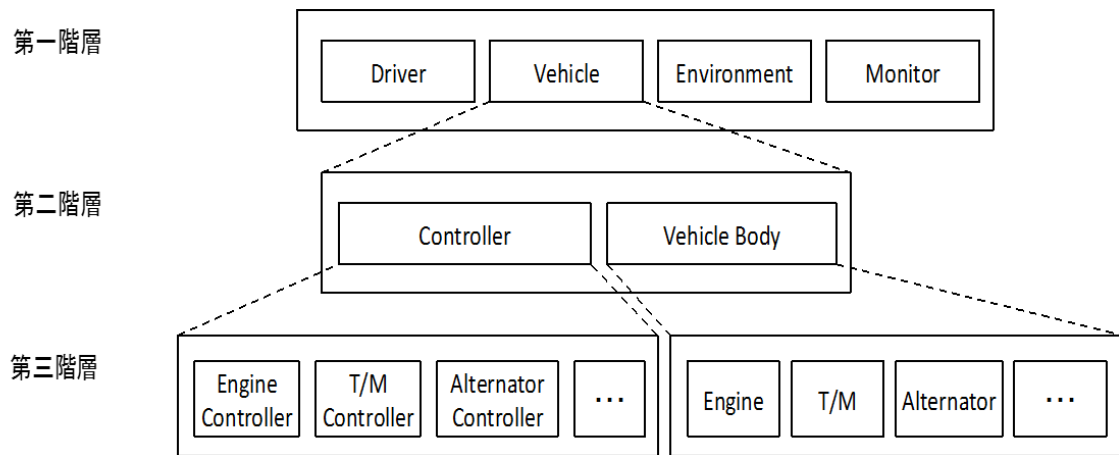 第一階層
Driver
Vehicle
Environment
Monitor
第二階層
Controller
Vehicle Body
第三階層
Engine
Controller
T/M
Controller
Alternator
Controller
…
Engine
T/M
Alternator
…